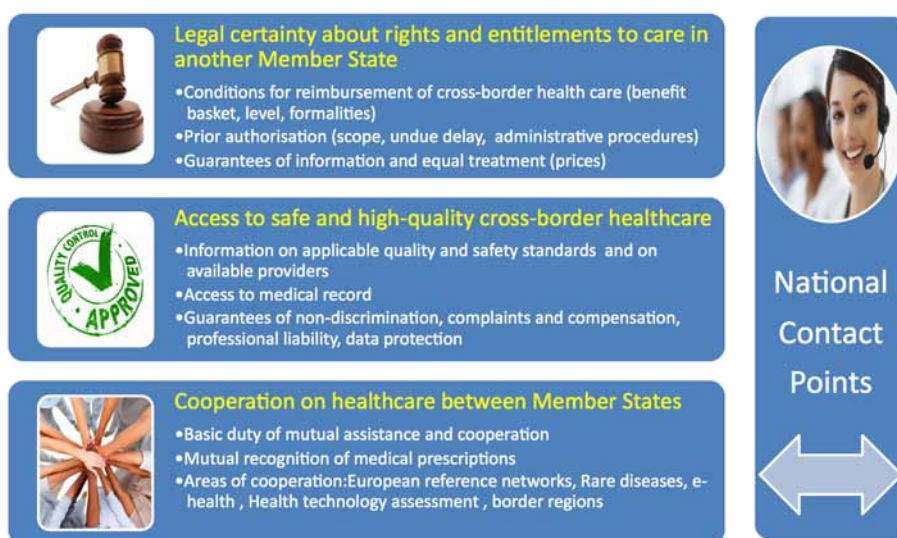 Legal certainty about rights and entitlements to care in
another Member State
•Conditions for reimbursement of cross-border health care (benefit
basket, level, formalities)
•Prior authorisation (scope, undue delay, administrative procedures)
•Guarantees of information and equal treatment (prices)
QUALITY CONTROL
APPROVED
Access to safe and high-quality cross-border healthcare
•Information on applicable quality and safety standards and on
available providers
•Access to medical record
•Guarantees of non-discrimination, complaints and compensation,
professional liability, data protection
Cooperation on healthcare between Member States
•Basic duty of mutual assistance and cooperation
•Mutual recognition of medical prescriptions
•Areas of cooperation:European reference networks, Rare diseases, e-
health , Health technology assessment , border regions
National
Contact
Points